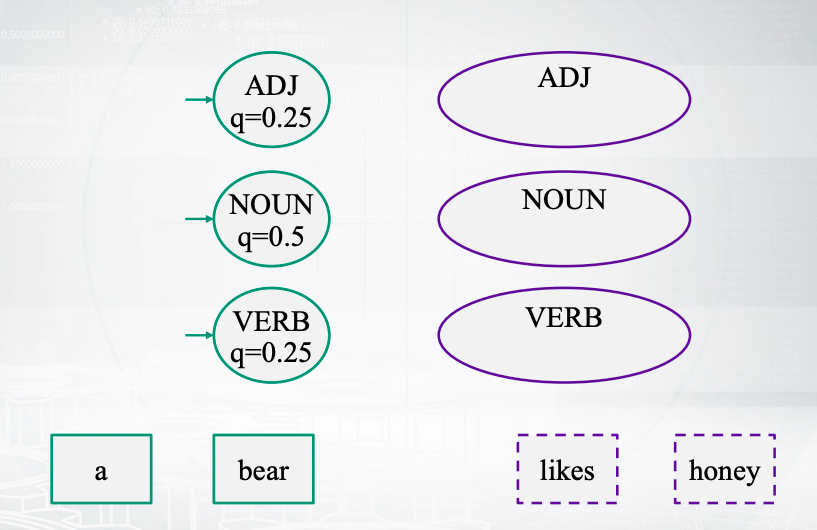 ADJ
q=0.25
ADJ
NOUN
q=0.5
NOUN
VERB
q=0.25
VERB
a
bear
likes
honey